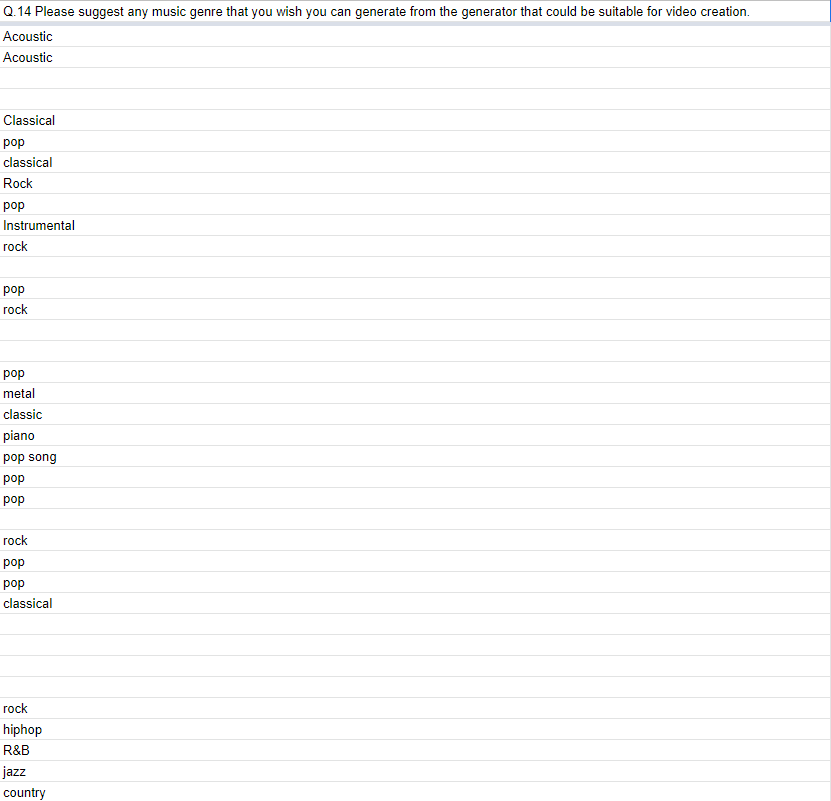 Q.14 Please suggest any music genre that you wish you can generate from the generator that could be suitable for video creation.
Acoustic
Acoustic
Classical
pop
classical
Rock
pop
Instrumental
rock
pop
rock
pop
metal
classic
piano
pop song
pop
pop
rock
pop
pop
classical
rock
hiphop
R&B
jazz
country